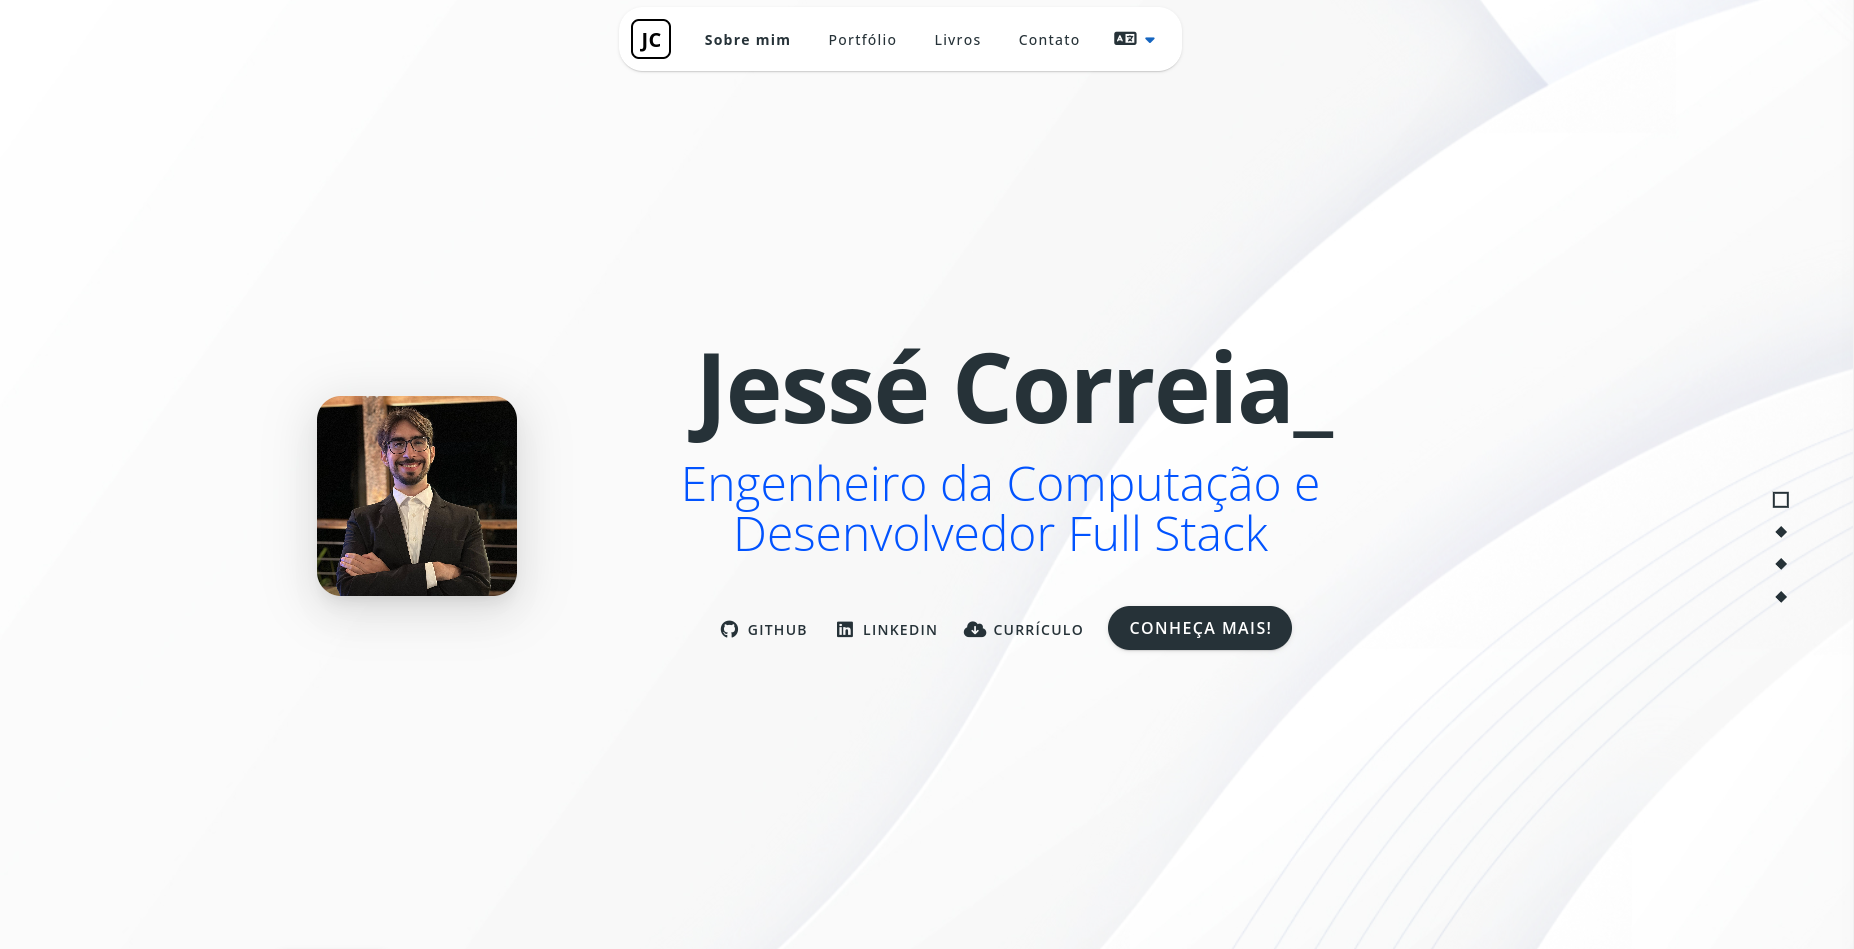 JC
Sobre mim
Portfólio
Livros
Contato
Jessé Correia_
Engenheiro da Computação e
Desenvolvedor Full Stack
GITHUB
LINKEDIN
CURRÍCULO
CONHEÇA MAIS!